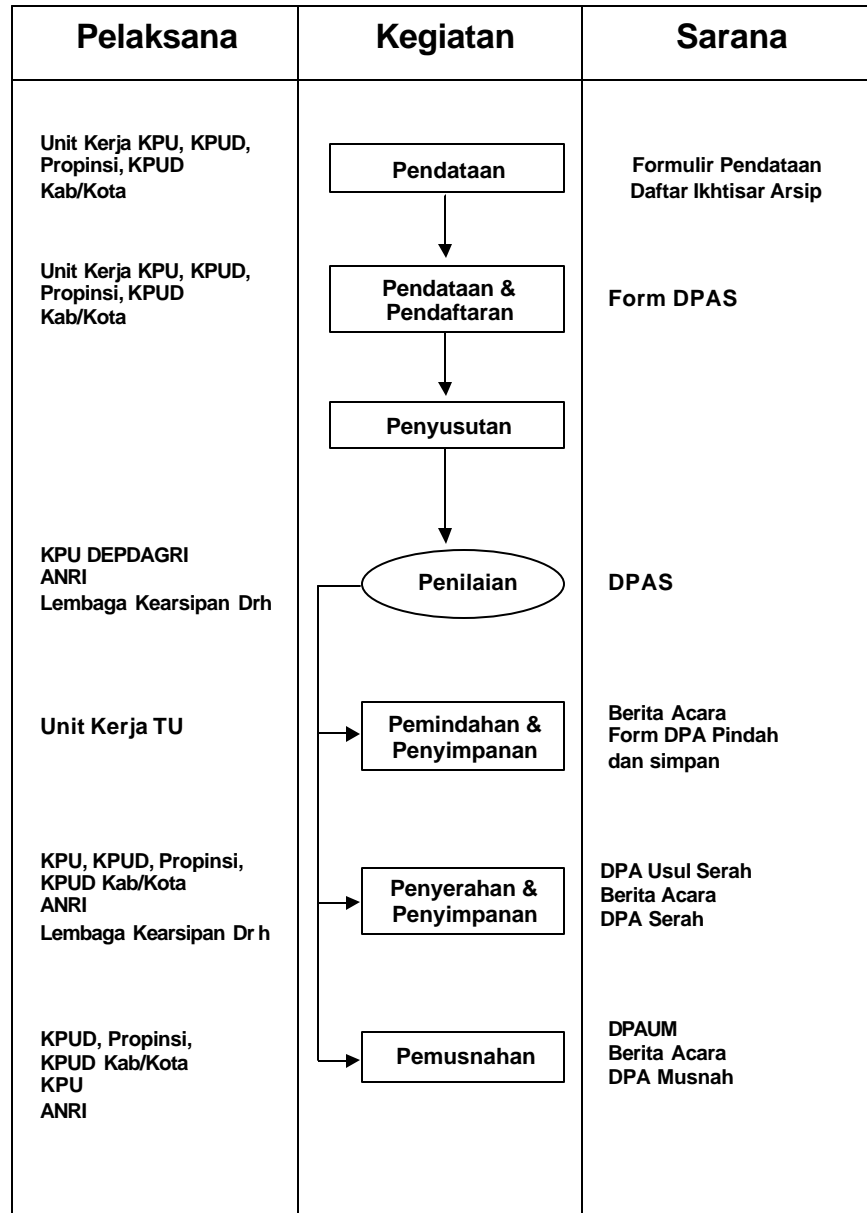 Pelaksana
Kegiatan
Sarana
Unit Kerja KPU, KPUD,
Propinsi, KPUD
Kab/Kota
Pendataan
Formulir Pendataan
Daftar Ikhtisar Arsip
Unit Kerja KPU, KPUD,
Propinsi, KPUD
Kab/Kota
Pendataan &
Pendaftaran
Form DPAS
Penyusutan
KPU DEPDAGRI
ANRI
Lembaga Kearsipan Drh
Penilaian
DPAS
Unit Kerja TU
Pemindahan &
Penyimpanan
Berita Acara
Form DPA Pindah
dan simpan
KPU, KPUD, Propinsi,
KPUD Kab/Kota
ANRI
Lembaga Kearsipan Dr h
Penyerahan &
Penyimpanan
DPA Usul Serah
Berita Acara
DPA Serah
KPUD, Propinsi,
KPUD Kab/Kota
KPU
ANRI
Pemusnahan
DPAUM
Berita Acara
DPA Musnah